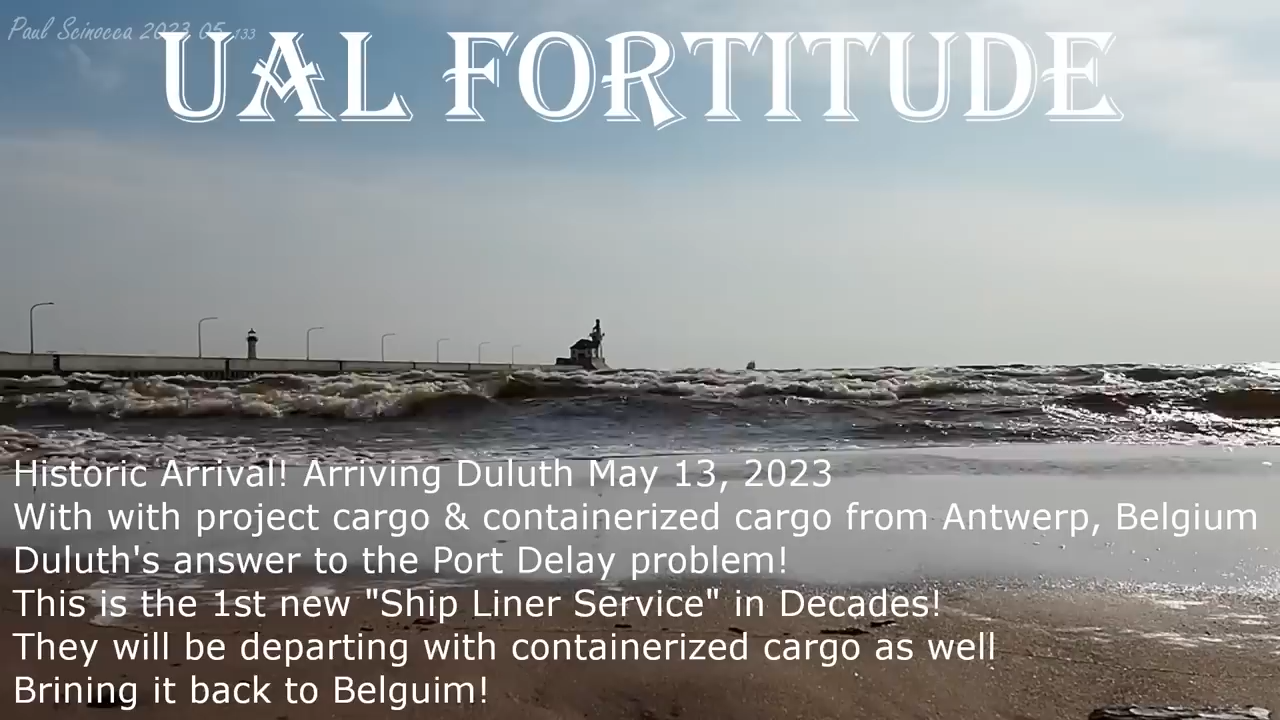 Paul Scinocca 2023 05 .133
UAL FORTITUDE
Historic Arrival! Arriving Duluth May 13, 2023
With with project cargo & containerized cargo from Antwerp, Belgium
Duluth's answer to the Port Delay problem!
This is the 1st new "Ship Liner Service" in Decades!
They will be departing with containerized cargo as well
Brining it back to Belguim!